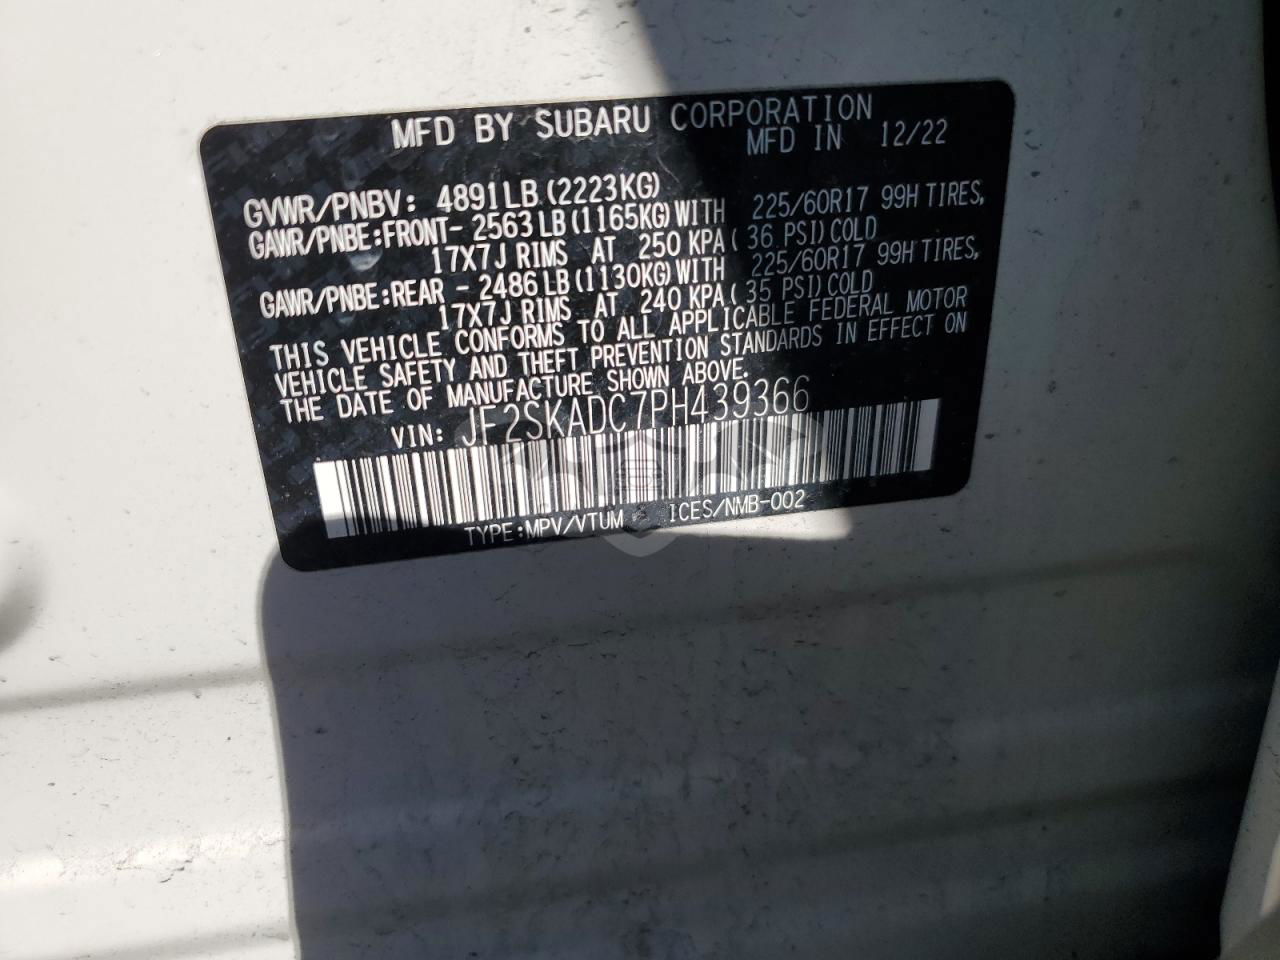 MFD BY SUBARU CORPORATION
MFD IN 12/22
GVWR/PNBV: 4891LB (2223KG)
GAWR/PNBE:FRONT- 2563LB(1165KG)WITH 225/60R17 99H TIRES,
17X7J RIMS AT 250 KPA( 36 PSI)COLD
GAWR/PNBE:REAR - 2486LB(1130KG)WITH 225/60R17 99H TIRES,
17X7J RIMS AT 240 KPA( 35 PSI)COLD
THIS VEHICLE CONFORMS TO ALL APPLICABLE FEDERAL MOTOR
VEHICLE SAFETY AND THEFT PREVENTION STANDARDS IN EFFECT ON
THE DATE OF MANUFACTURE SHOWN ABOVE.
VIN: JF2SKADC7PH439366
TYPE:MPV/VTUM ICES/NMB-002